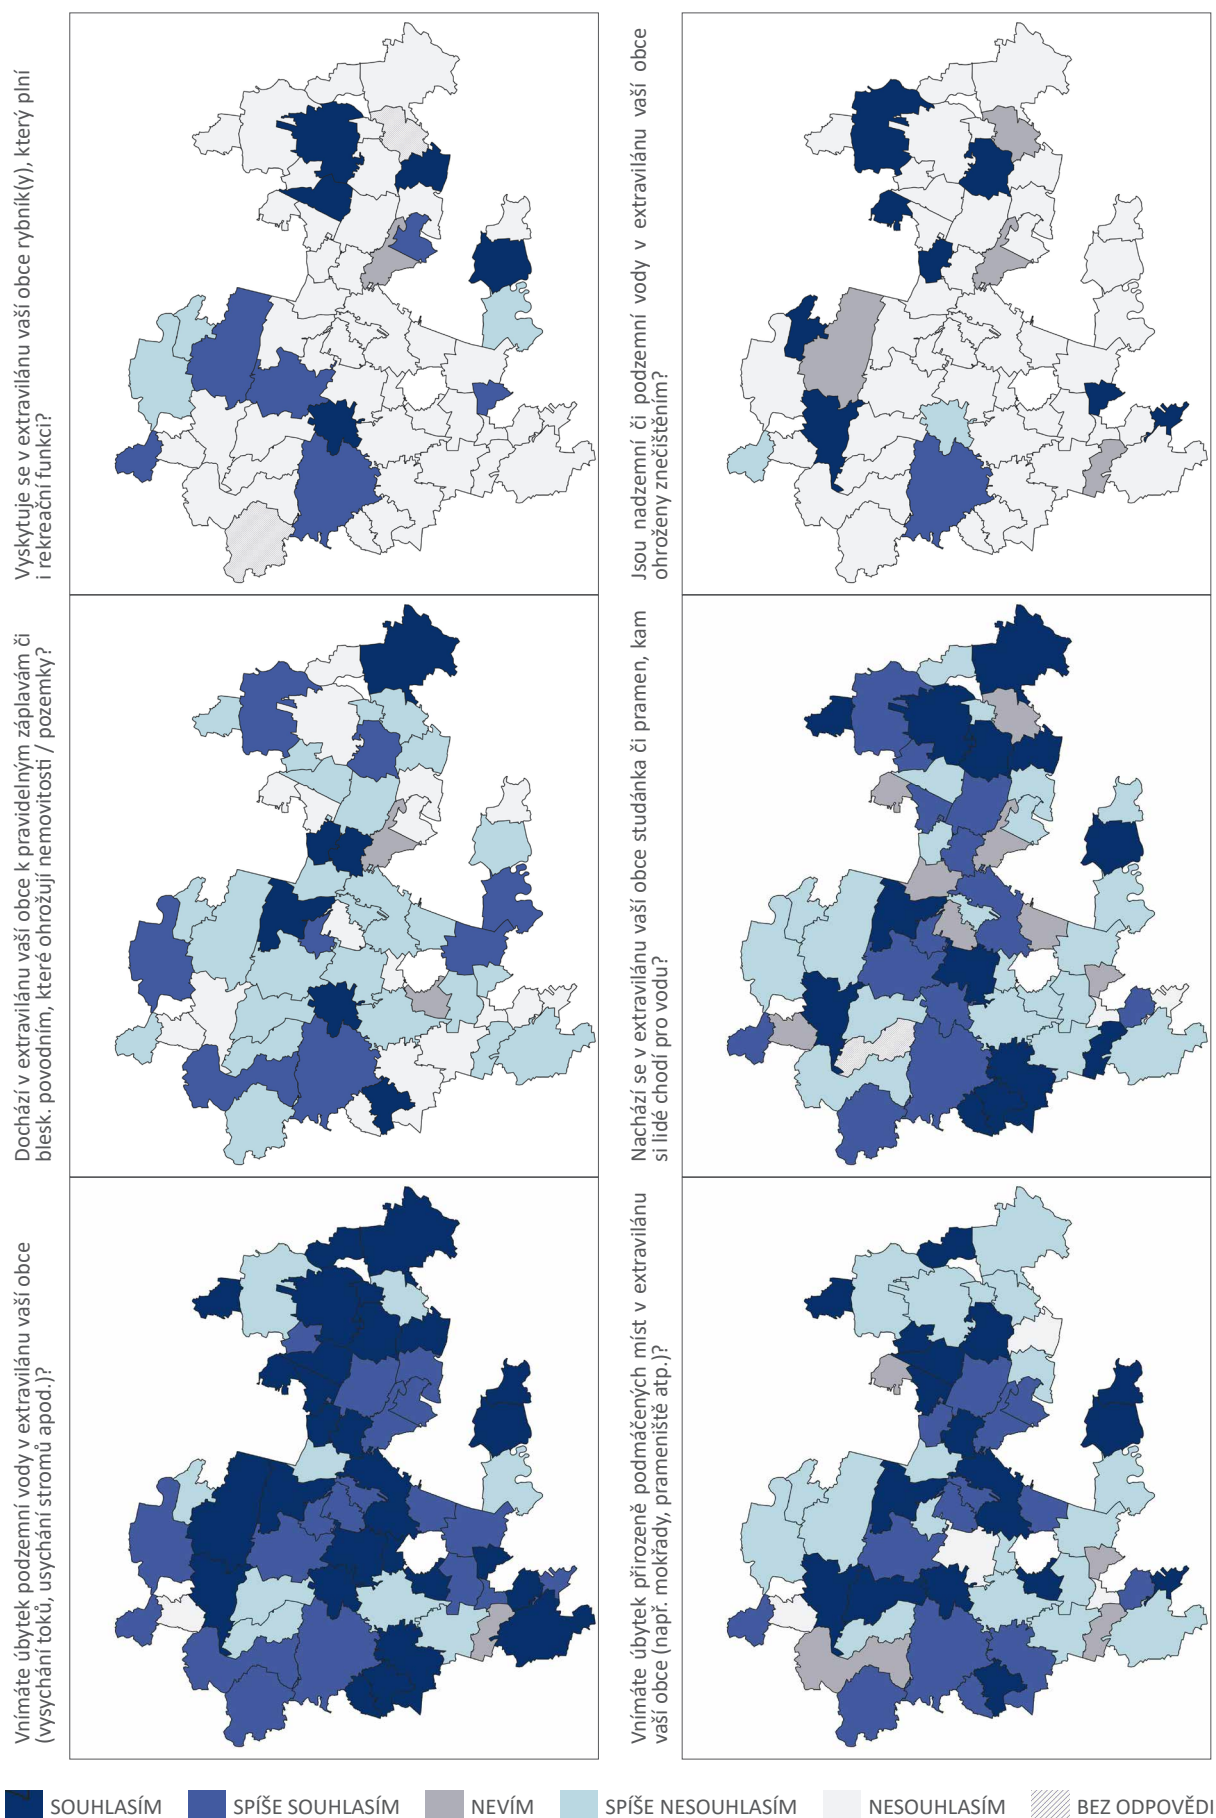 Vyskytuje se v extravilánu vaší obce rybník(y), který plní
i rekreační funkci?
Jsou nadzemní či podzemní vody v extravilánu vaší obce
ohroženy znečištěním?
Dochází v extravilánu vaší obce k pravidelným záplavám či
blesk. povodním, které ohrožují nemovitosti / pozemky?
Nachází se v extravilánu vaší obce studánka či pramen, kam
si lidé chodí pro vodu?
Vnímáte úbytek podzemní vody v extravilánu vaší obce
(vysychání toků, usychání stromů apod.)?
Vnímáte úbytek přirozeně podmáčených míst v extravilánu
vaší obce (např. mokřady, prameniště atp.)?
SOUHLASÍM SPÍŠE SOUHLASÍM NEVÍM SPÍŠE NESOUHLASÍM NESOUHLASÍM BEZ ODPOVĚDI